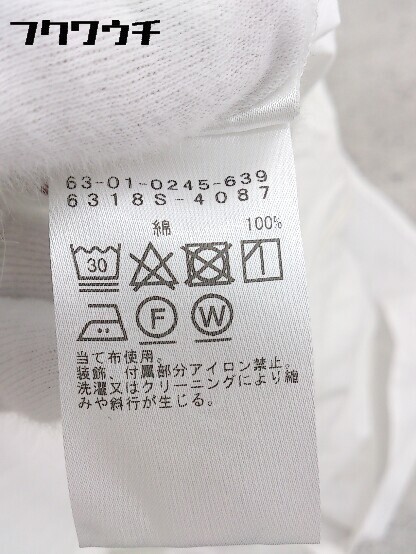 フクワウチ
63-01-0245-639
6318S-4087
綿 100%
30
F W
当て布使用。
装飾、付属部分アイロン禁止。
洗濯又はクリーニングにより縮
みや斜行が生じる。